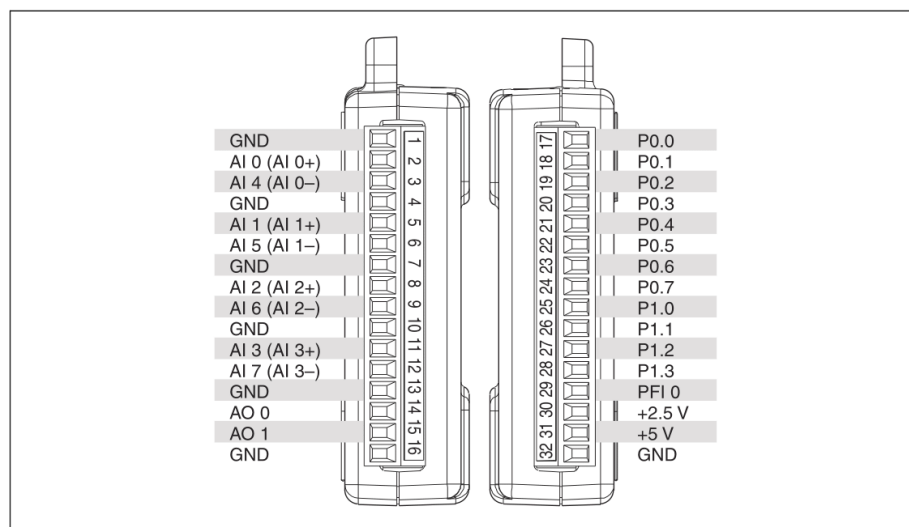 GND 1
AI 0 (AI 0+) 2
AI 4 (AI 0–) 3
GND 4
AI 1 (AI 1+) 5
AI 5 (AI 1–) 6
GND 7
AI 2 (AI 2+) 8
AI 6 (AI 2–) 9
GND 10
AI 3 (AI 3+) 11
AI 7 (AI 3–) 12
GND 13
AO 0 14
AO 1 15
GND 16
17 P0.0
18 P0.1
19 P0.2
20 P0.3
21 P0.4
22 P0.5
23 P0.6
24 P0.7
25 P1.0
26 P1.1
27 P1.2
28 P1.3
29 PFI 0
30 +2.5 V
31 +5 V
32 GND